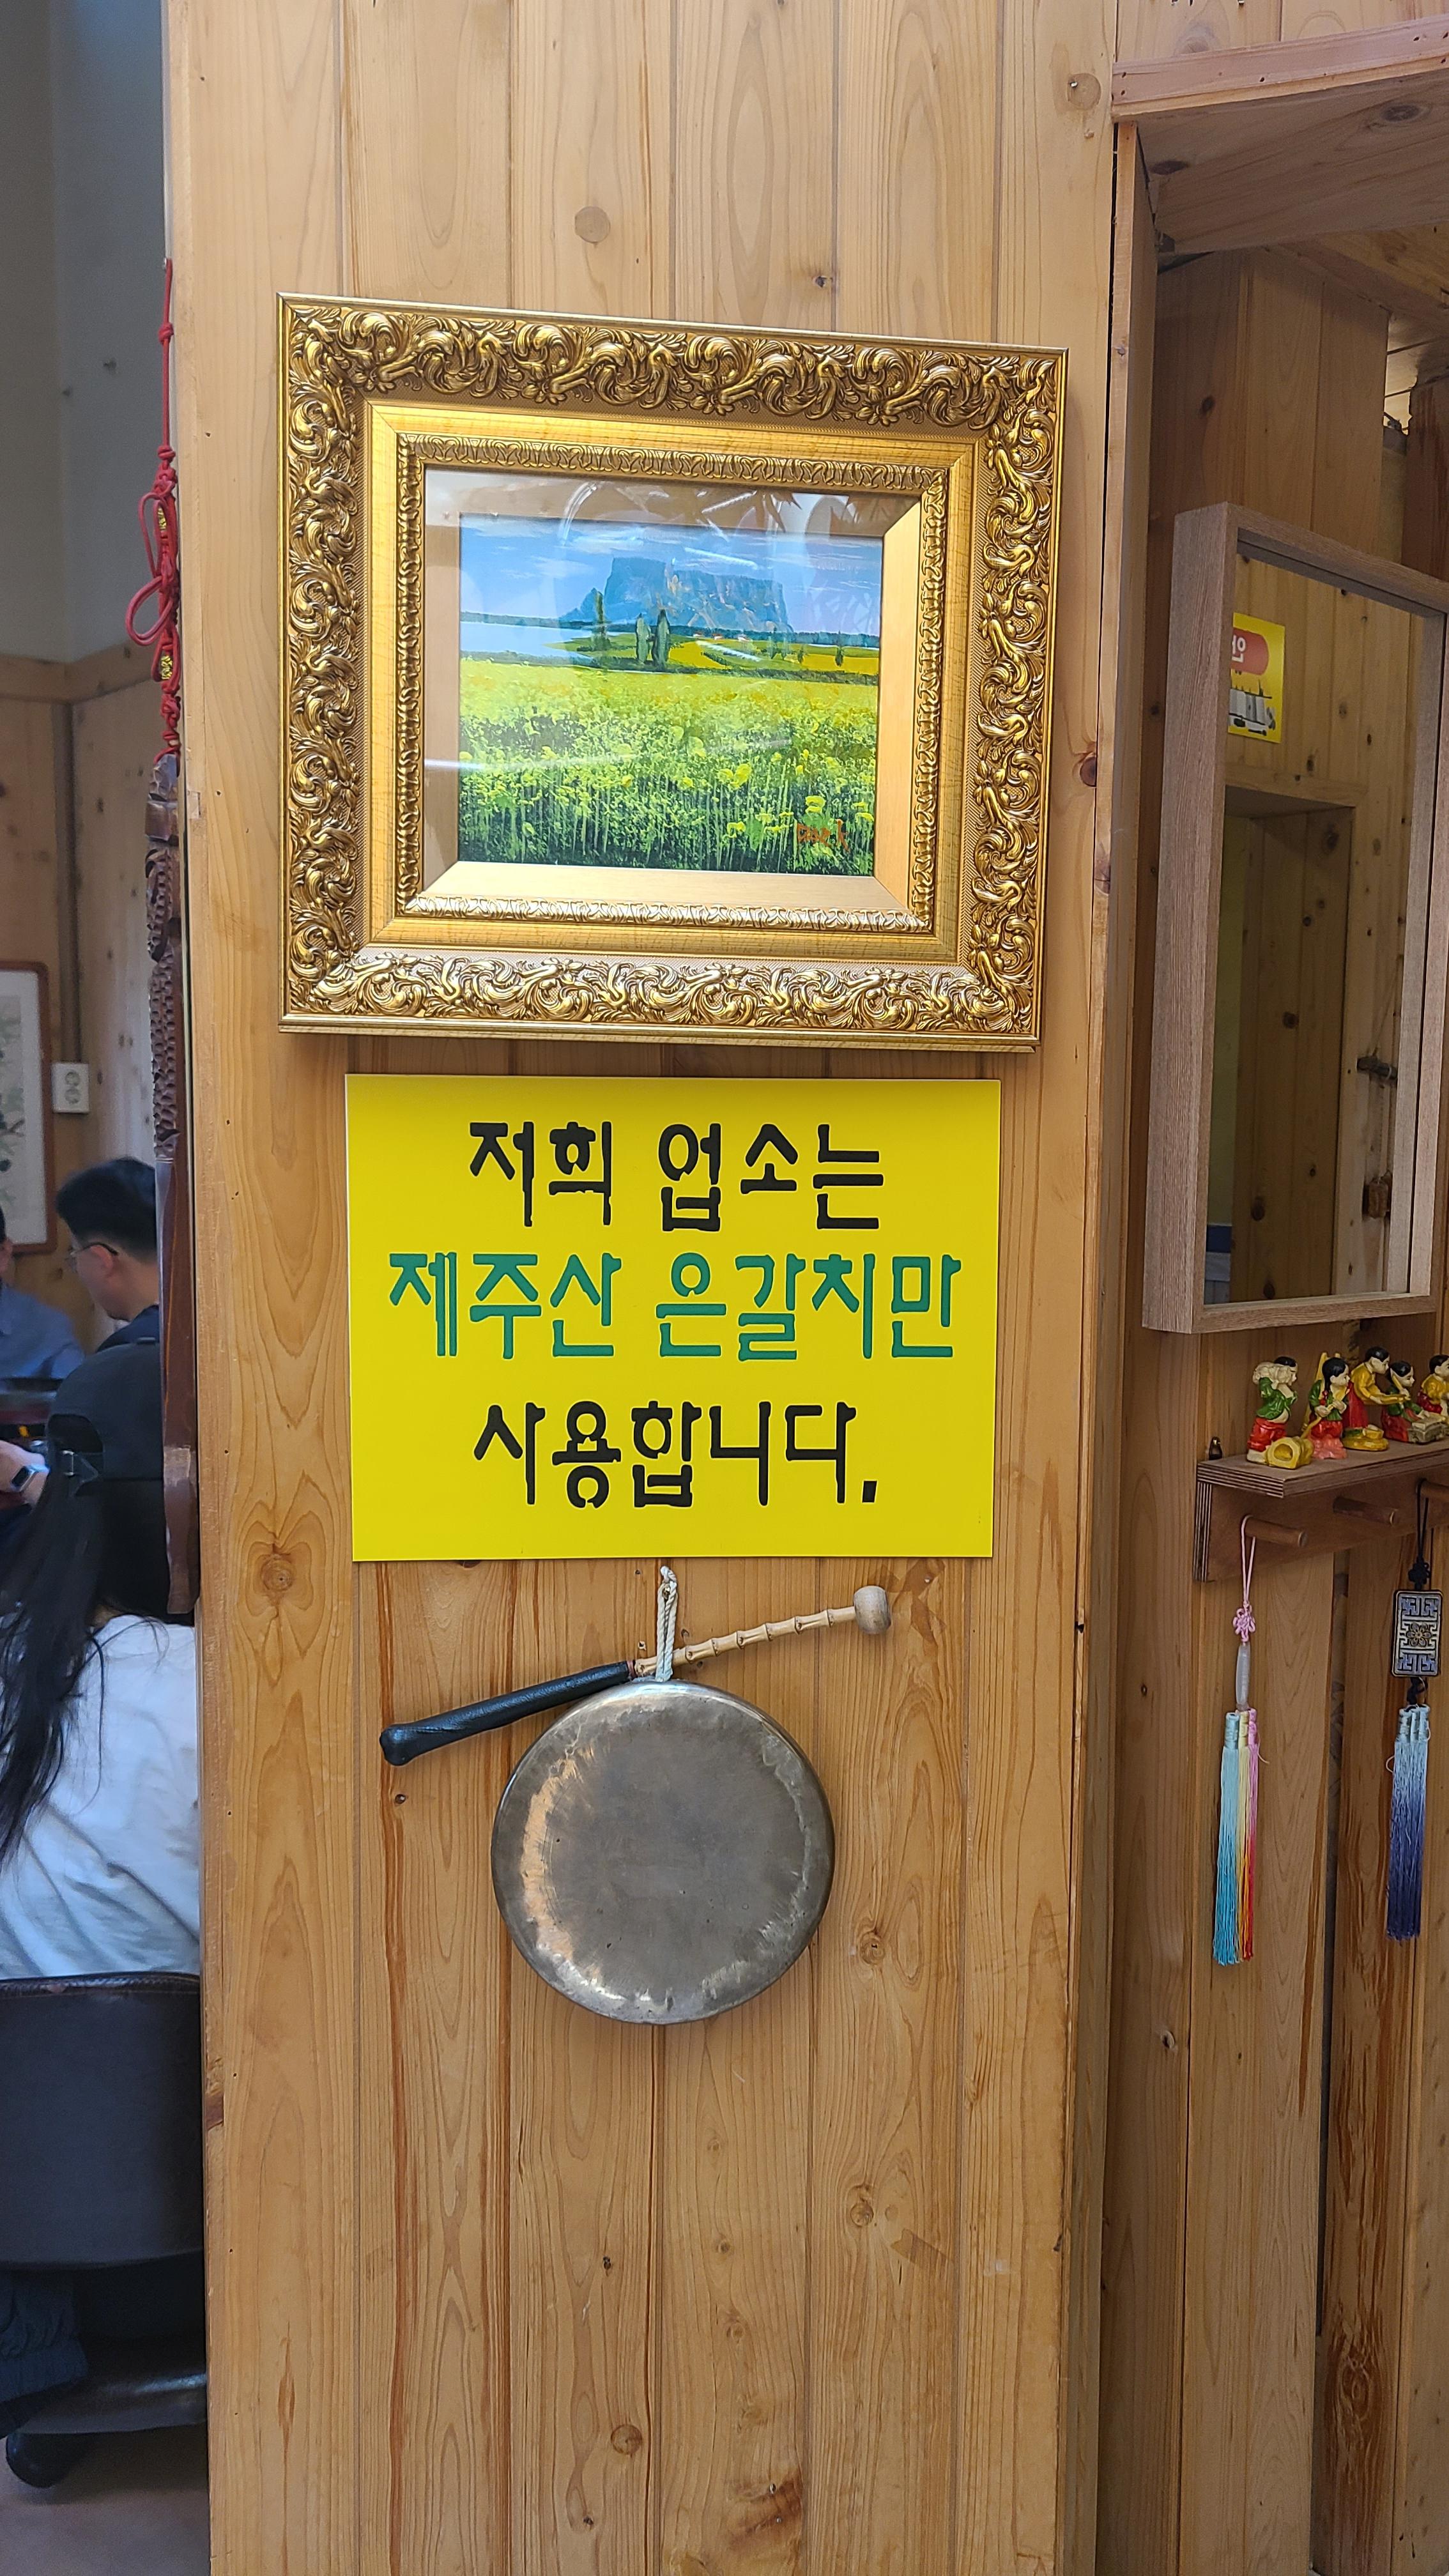 저희 업소는
제주산 은갈치만
사용합니다.